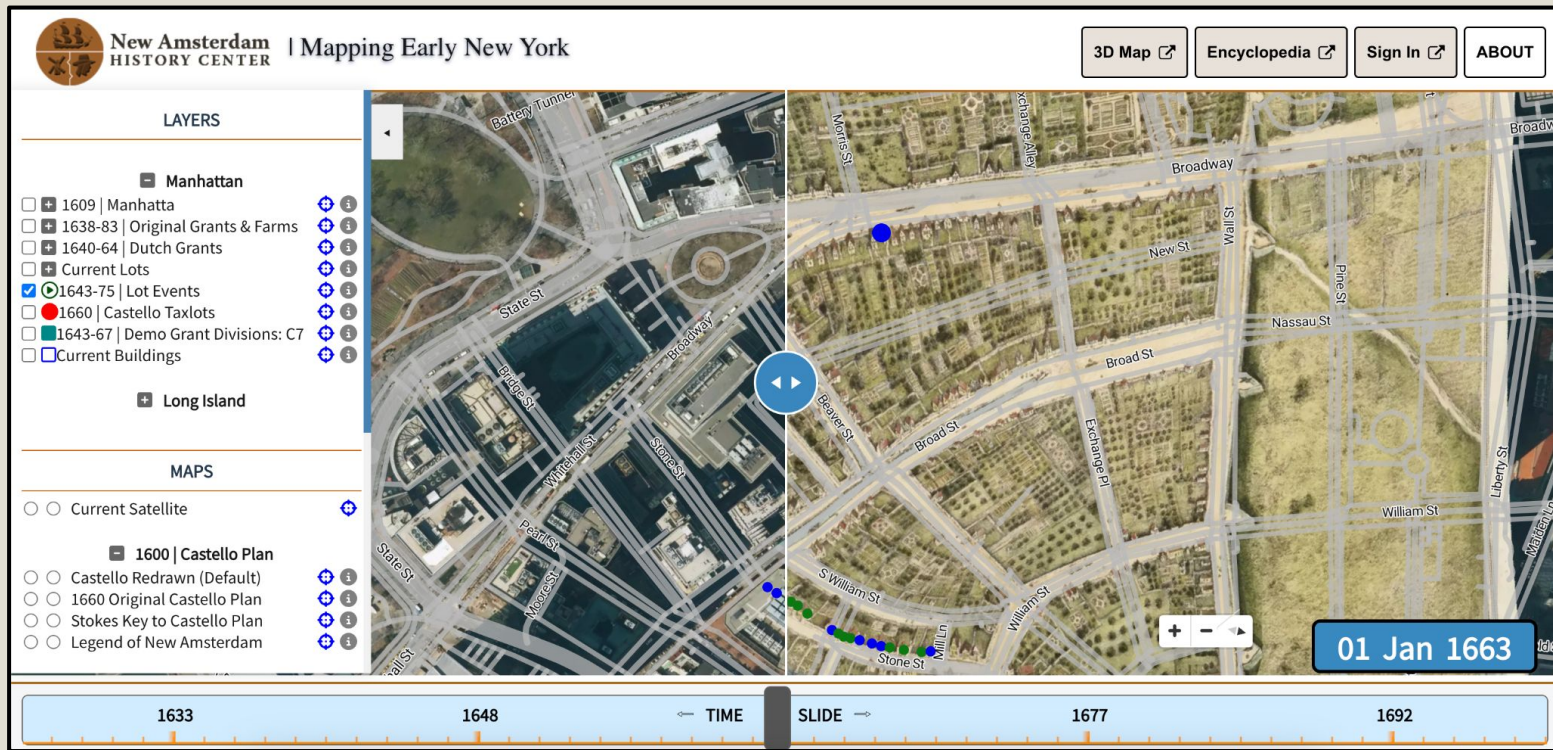 New Amsterdam
HISTORY CENTER
| Mapping Early New York
3D Map
Encyclopedia
Sign In
ABOUT
LAYERS
Manhattan
1609 | Manhatta
1638-83 | Original Grants & Farms
1640-64 | Dutch Grants
Current Lots
1643-75 | Lot Events
1660 | Castello Taxlots
1643-67 | Demo Grant Divisions: C7
Current Buildings
Long Island
MAPS
Current Satellite
1600 | Castello Plan
Castello Redrawn (Default)
1660 Original Castello Plan
Stokes Key to Castello Plan
Legend of New Amsterdam
Battery Tunnel
State St
Bridge St
Broadway
Whitehall St
Stone St
Pearl St
State St
Moore St
Morris St
Broadway
New St
Wall St
Pine St
Nassau St
Broad St
Beaver St
Broad St
Exchange Pl
Liberty St
William St
Maiden Ln
S William St
William St
Mill Ln
Stone St
01 Jan 1663
1633
1648
← TIME
SLIDE →
1677
1692